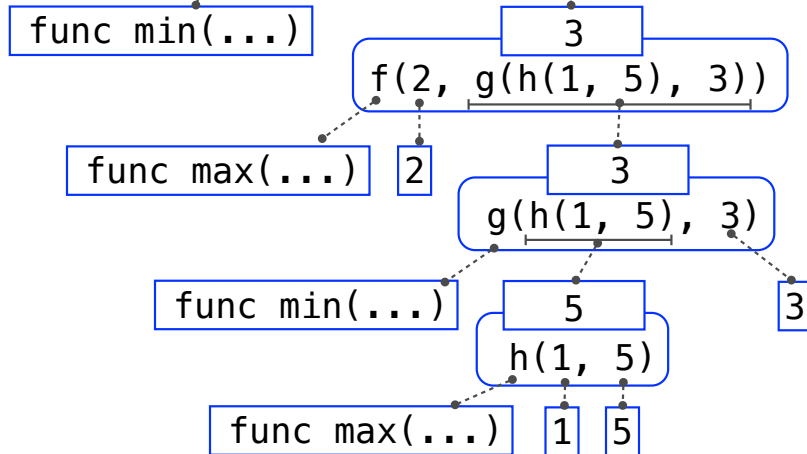 func min(...)
3
f(2, g(h(1, 5), 3))
func max(...)
2
3
g(h(1, 5), 3)
func min(...)
5
3
h(1, 5)
func max(...)
1
5